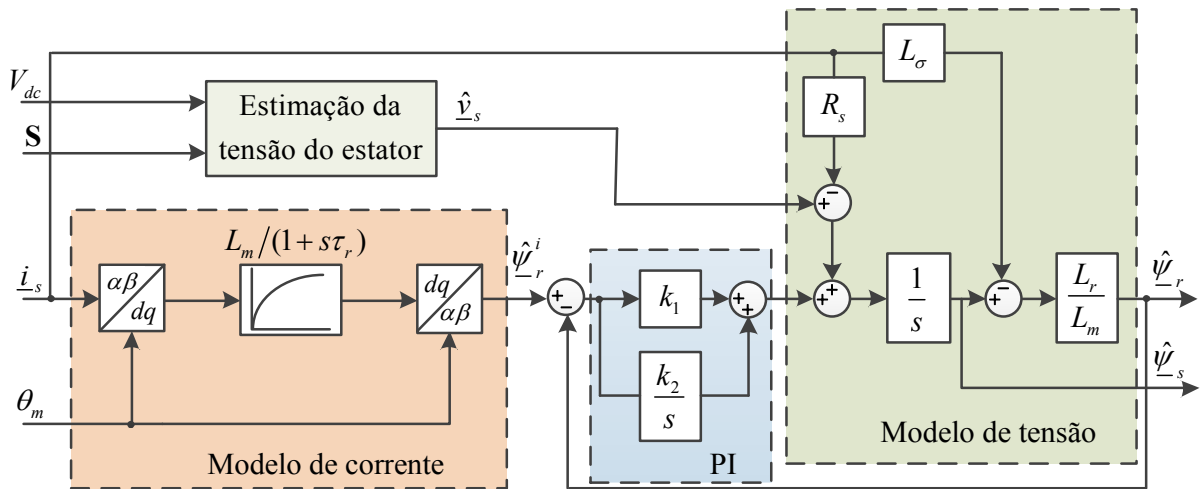 L_σ
V_dc
Estimação da
tensão do estator
v̂_s
R_s
S
−
+
L_m/(1+sτ_r)
ψ̂_r^i
i_s
αβ
dq
dq
αβ
+
−
k_1
+
+
+
+
1
s
+
−
L_r
L_m
ψ̂_r
k_2
s
ψ̂_s
θ_m
Modelo de corrente
PI
Modelo de tensão